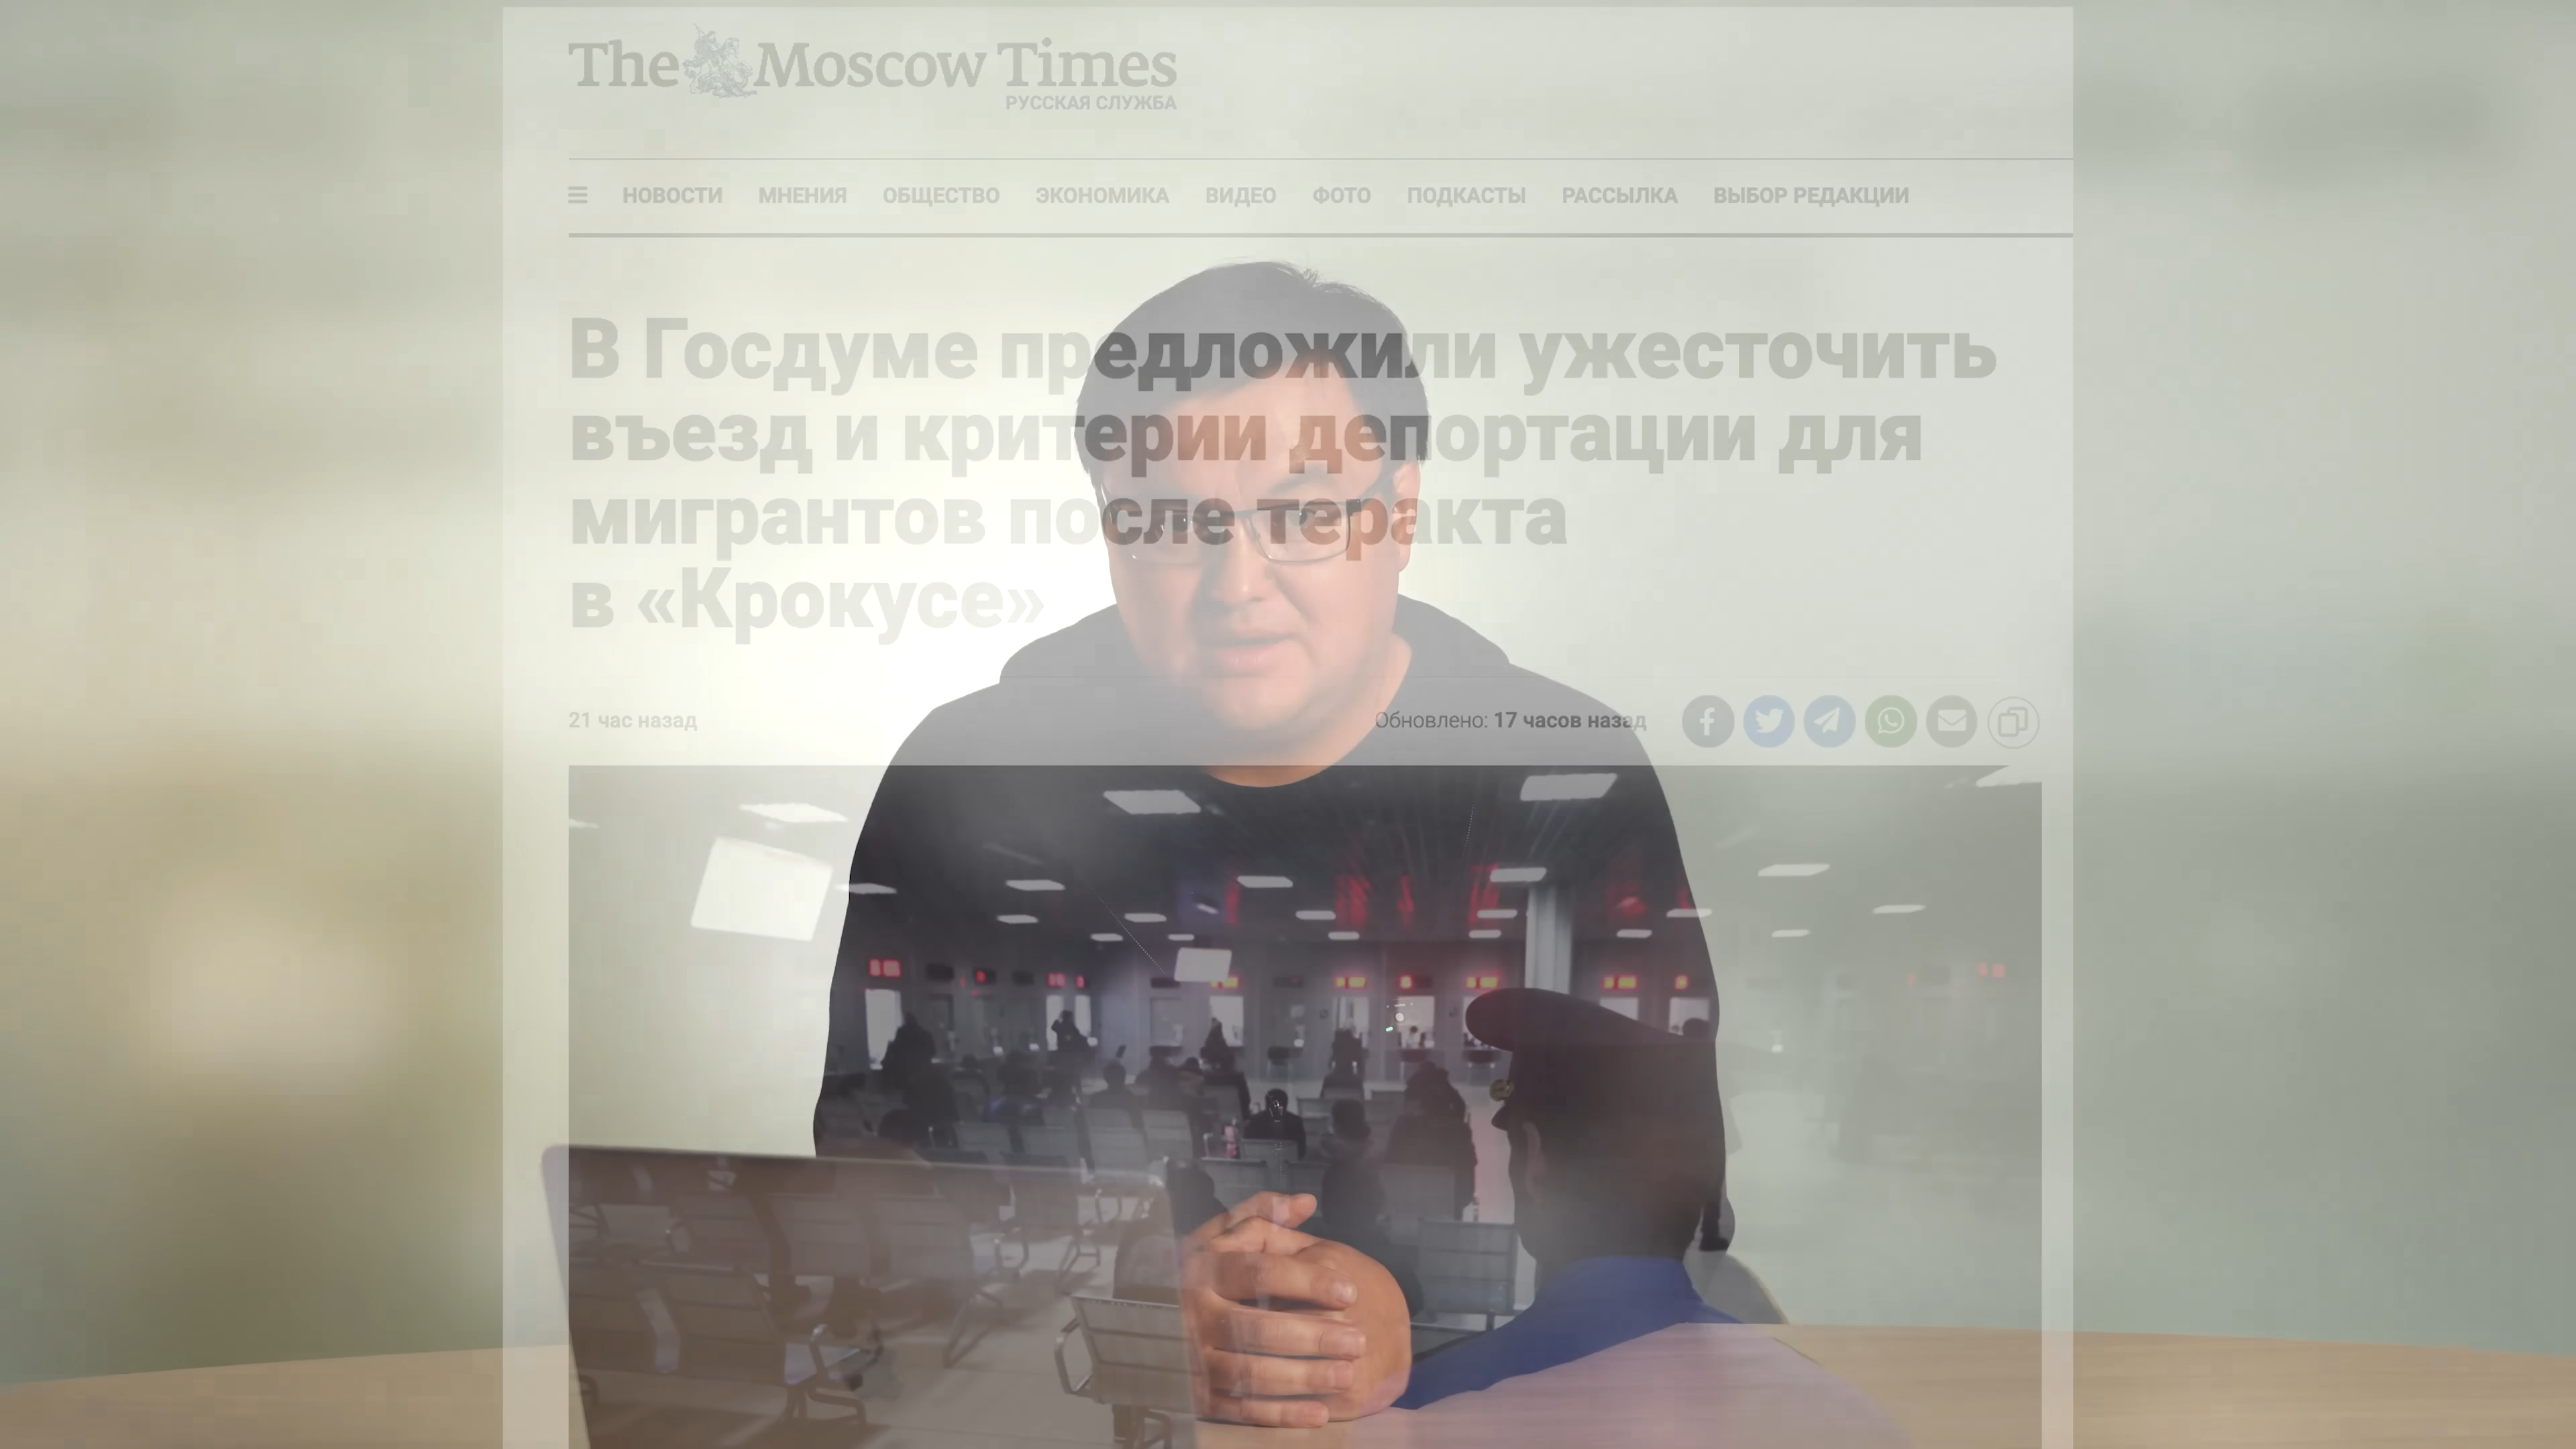 The Moscow Times
РУССКАЯ СЛУЖБА
НОВОСТИ МНЕНИЯ ОБЩЕСТВО ЭКОНОМИКА ВИДЕО ФОТО ПОДКАСТЫ РАССЫЛКА ВЫБОР РЕДАКЦИИ
В Госдуме предложили ужесточить
въезд и критерии депортации для
мигрантов после теракта
в «Крокусе»
21 час назад Обновлено: 17 часов назад